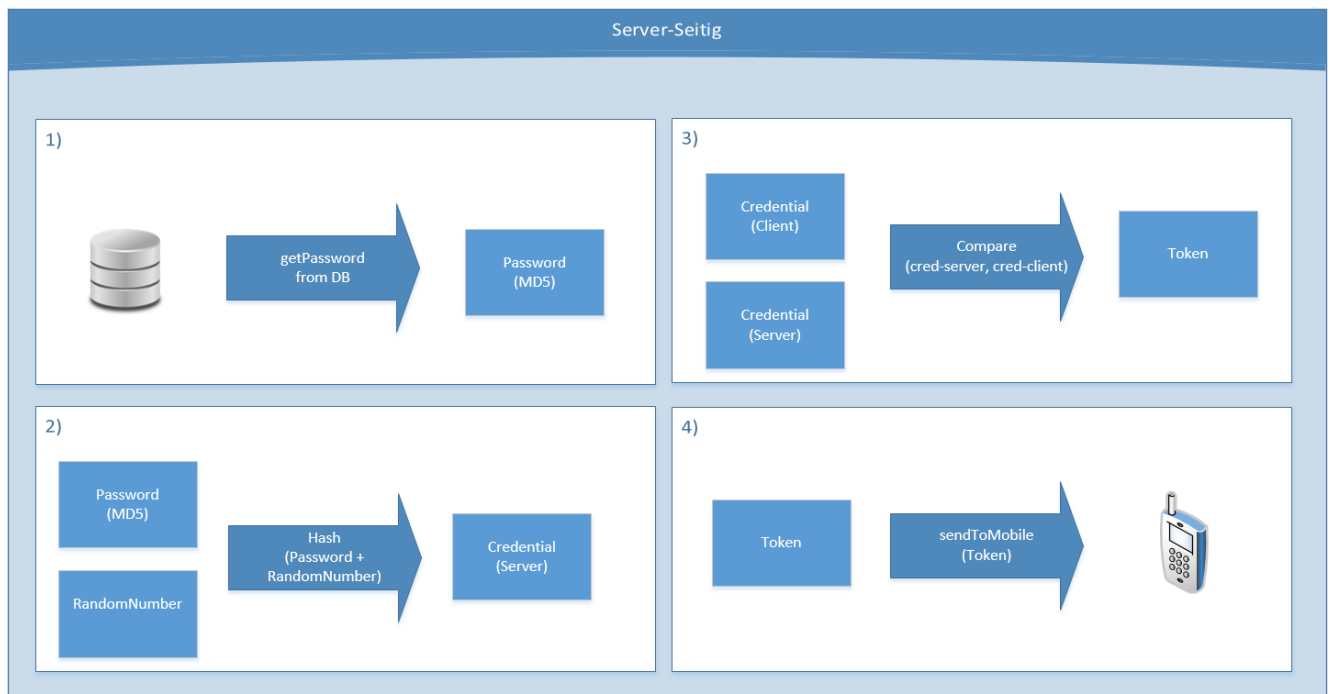 Server-Seitig
1)
getPassword
from DB
Password
(MD5)
2)
Password
(MD5)
RandomNumber
Hash
(Password +
RandomNumber)
Credential
(Server)
3)
Credential
(Client)
Credential
(Server)
Compare
(cred-server, cred-client)
Token
4)
Token
sendToMobile
(Token)